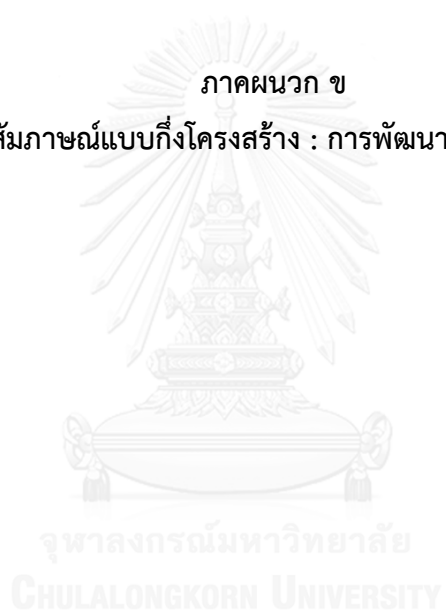 ภาคผนวก ข
สัมภาษณ์แบบกึ่งโครงสร้าง : การพัฒนา
จุฬาลงกรณ์มหาวิทยาลัย
CHULALONGKORN UNIVERSITY